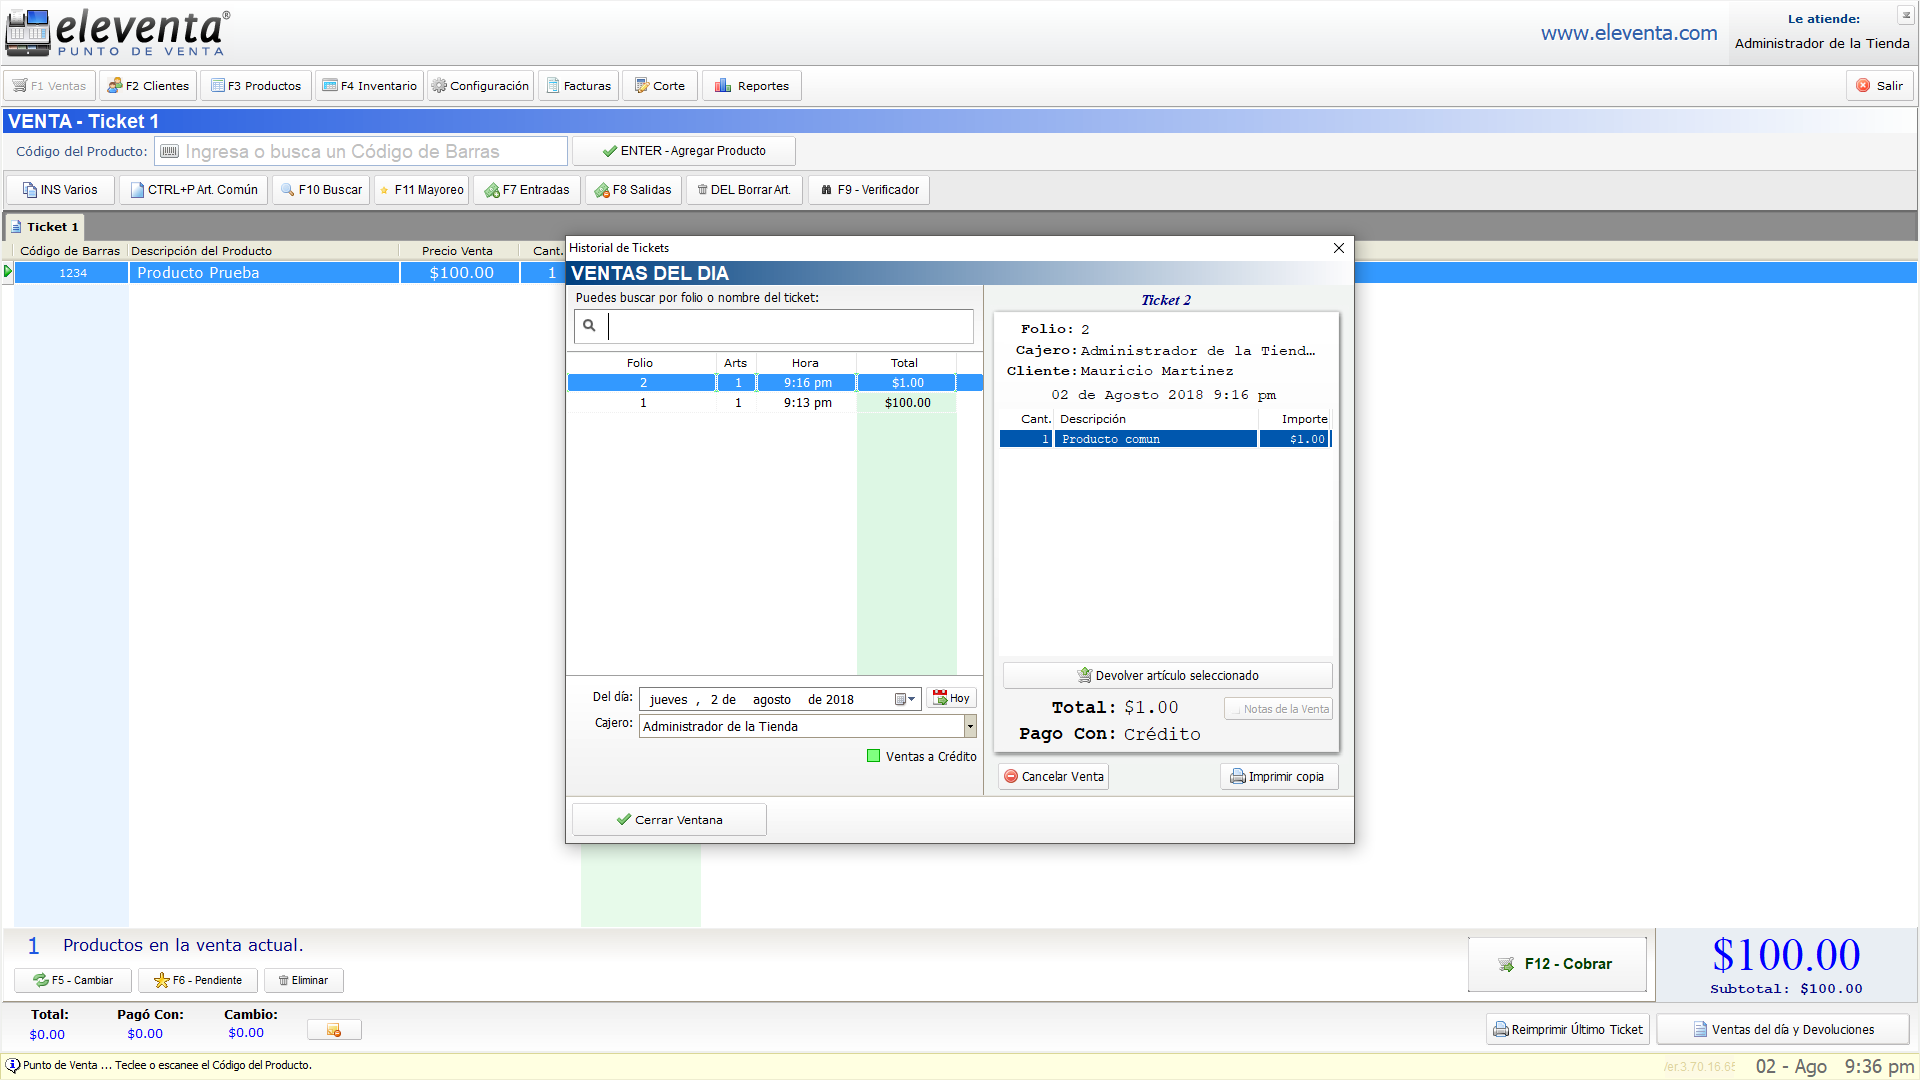 eleventa®
PUNTO DE VENTA
www.eleventa.com
Le atiende:
Administrador de la Tienda
F1 Ventas
F2 Clientes
F3 Productos
F4 Inventario
Configuración
Facturas
Corte
Reportes
Salir
VENTA - Ticket 1
Código del Producto:
Ingresa o busca un Código de Barras
ENTER - Agregar Producto
INS Varios
CTRL+P Art. Común
F10 Buscar
F11 Mayoreo
F7 Entradas
F8 Salidas
DEL Borrar Art.
F9 - Verificador
Ticket 1
Código de Barras Descripción del Producto Precio Venta Cant.
1234 Producto Prueba $100.00 1
Historial de Tickets
VENTAS DEL DIA
Puedes buscar por folio o nombre del ticket:
Folio Arts Hora Total
2 1 9:16 pm $1.00
1 1 9:13 pm $100.00
Del día: jueves , 2 de agosto de 2018
Hoy
Cajero: Administrador de la Tienda
Ventas a Crédito
Ticket 2
Folio: 2
Cajero: Administrador de la Tiend...
Cliente: Mauricio Martinez
02 de Agosto 2018 9:16 pm
Cant. Descripción Importe
1 Producto comun $1.00
Devolver artículo seleccionado
Total: $1.00
Notas de la Venta
Pago Con: Crédito
Cancelar Venta
Imprimir copia
Cerrar Ventana
1 Productos en la venta actual.
F5 - Cambiar
F6 - Pendiente
Eliminar
F12 - Cobrar
$100.00
Subtotal: $100.00
Total: Pagó Con: Cambio:
$0.00 $0.00 $0.00
Reimprimir Último Ticket
Ventas del día y Devoluciones
Punto de Venta ... Teclee o escanee el Código del Producto.
02 - Ago 9:36 pm